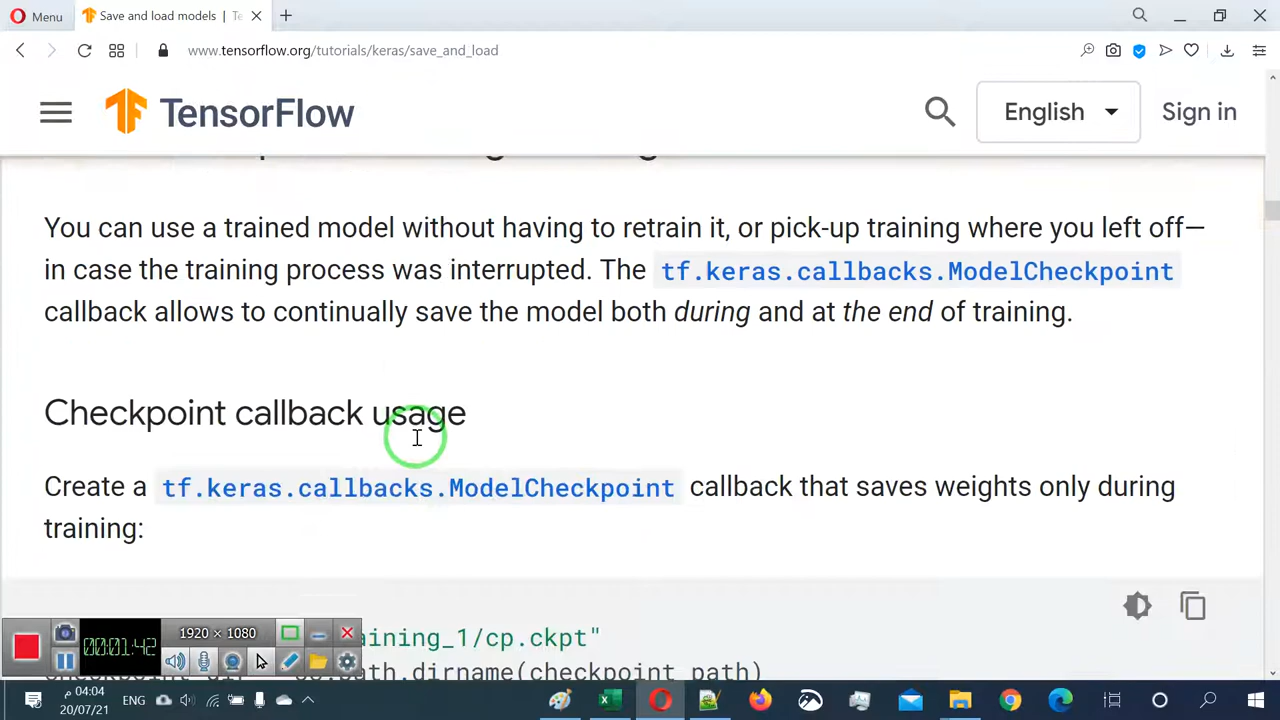 Menu
Save and load models | Te
www.tensorflow.org/tutorials/keras/save_and_load
TensorFlow
English
Sign in
You can use a trained model without having to retrain it, or pick-up training where you left off—
in case the training process was interrupted. The tf.keras.callbacks.ModelCheckpoint
callback allows to continually save the model both during and at the end of training.
Checkpoint callback usage
Create a tf.keras.callbacks.ModelCheckpoint callback that saves weights only during
training:
aining_1/cp.ckpt"
path.dirname(checkpoint_path)
00:01:42
1920 × 1080
04:04 م
20/07/21
ENG